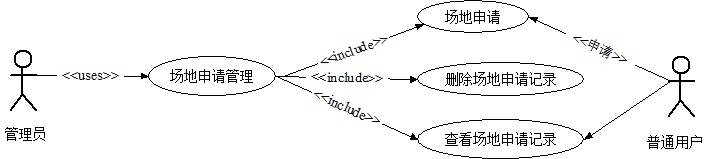 场地申请
<<include>>
<<申请>>
<<uses>>
场地申请管理
<<include>>
删除场地申请记录
<<include>>
管理员
查看场地申请记录
普通用户